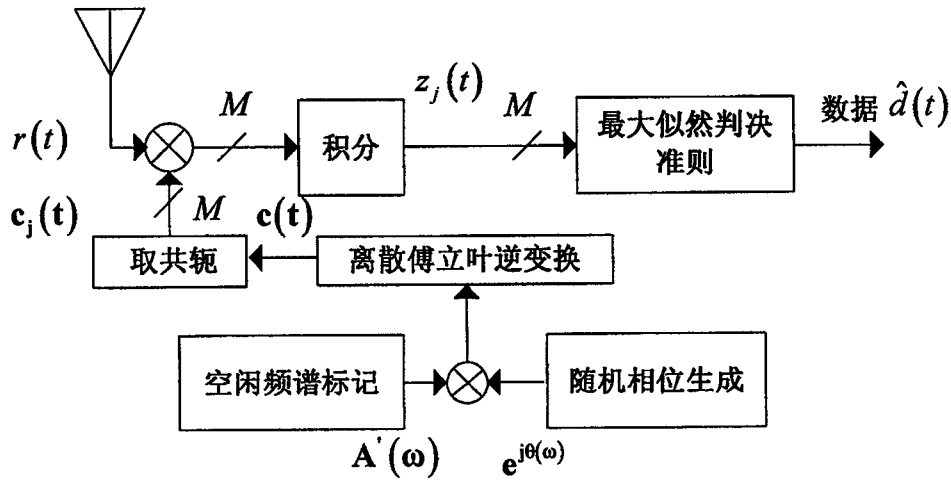 z_j(t)
M
M
r(t)
积分
最大似然判决
准则
数据 d̂(t)
c_j(t)
M
c(t)
取共轭
离散傅立叶逆变换
空闲频谱标记
随机相位生成
A'(ω)
e^{jθ(ω)}